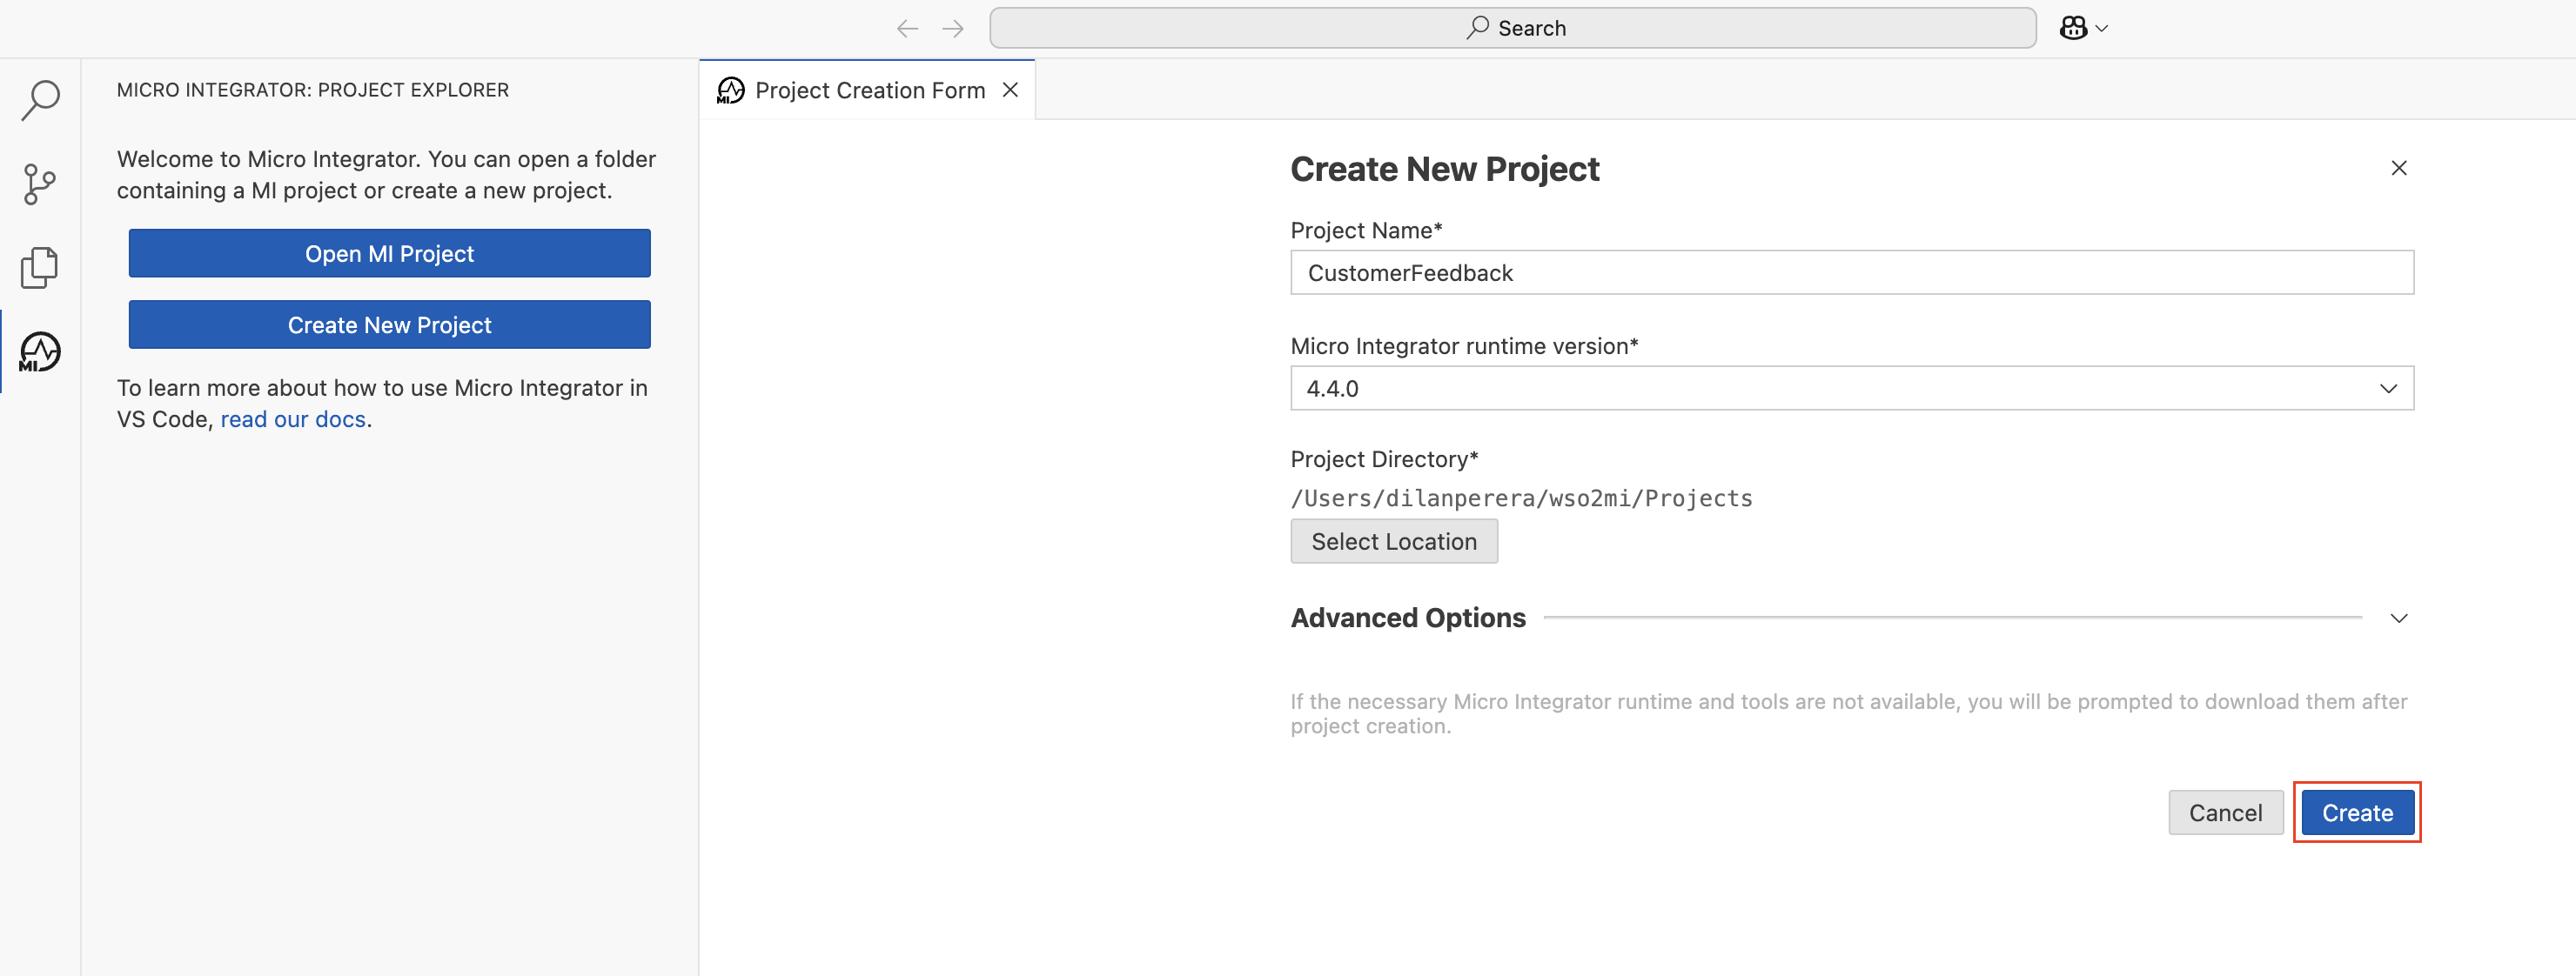 Search
MICRO INTEGRATOR: PROJECT EXPLORER
Welcome to Micro Integrator. You can open a folder
containing a MI project or create a new project.
Open MI Project
Create New Project
MI
To learn more about how to use Micro Integrator in
VS Code, read our docs.
MI
Project Creation Form
Create New Project
Project Name*
CustomerFeedback
Micro Integrator runtime version*
4.4.0
Project Directory*
/Users/dilanperera/wso2mi/Projects
Select Location
Advanced Options
If the necessary Micro Integrator runtime and tools are not available, you will be prompted to download them after
project creation.
Cancel
Create